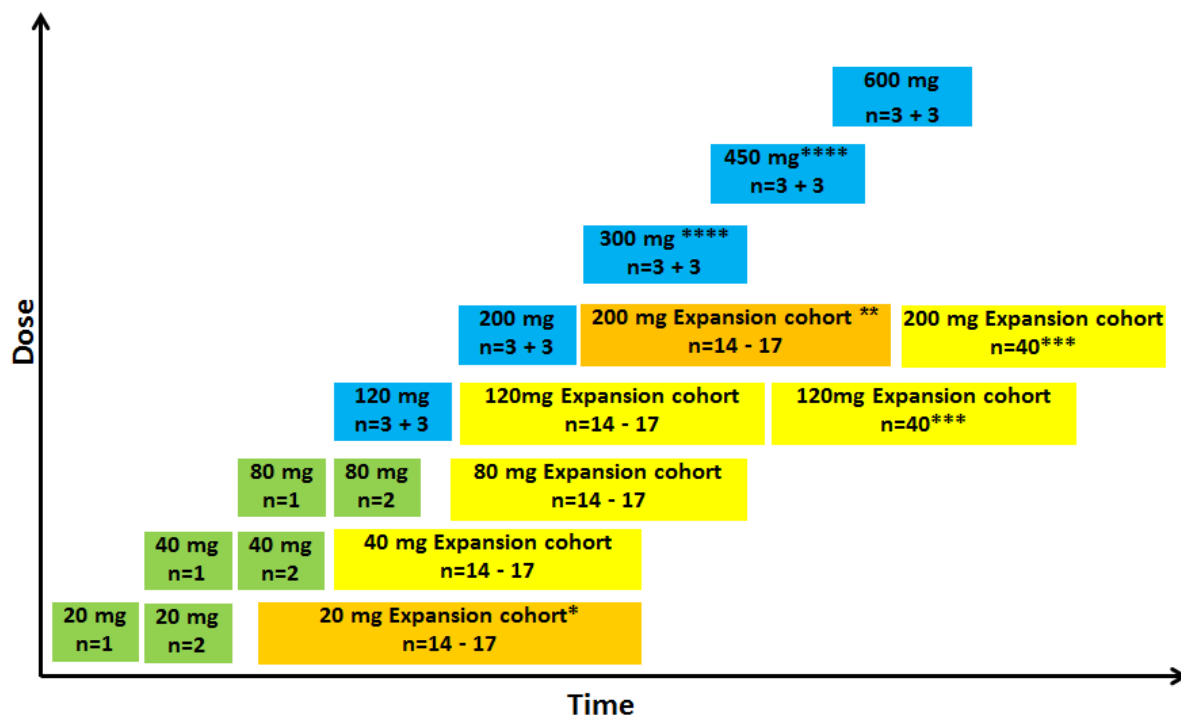 600 mg
n=3 + 3
450 mg****
n=3 + 3
300 mg ****
n=3 + 3
200 mg
n=3 + 3
200 mg Expansion cohort **
n=14 - 17
200 mg Expansion cohort
n=40***
120 mg
n=3 + 3
120mg Expansion cohort
n=14 - 17
120mg Expansion cohort
n=40***
80 mg
n=1
80 mg
n=2
80 mg Expansion cohort
n=14 - 17
40 mg
n=1
40 mg
n=2
40 mg Expansion cohort
n=14 - 17
20 mg
n=1
20 mg
n=2
20 mg Expansion cohort*
n=14 - 17
Dose
Time